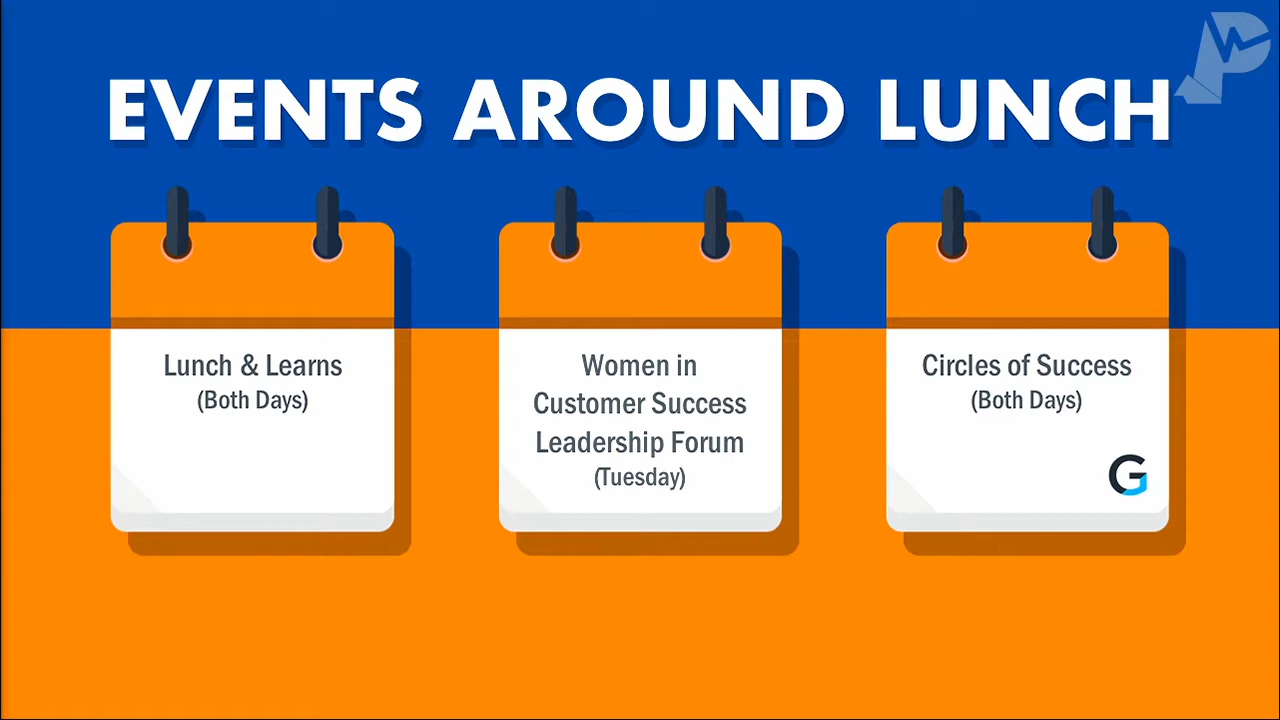 EVENTS AROUND LUNCH
Lunch & Learns
(Both Days)
Women in
Customer Success
Leadership Forum
(Tuesday)
Circles of Success
(Both Days)
G
P